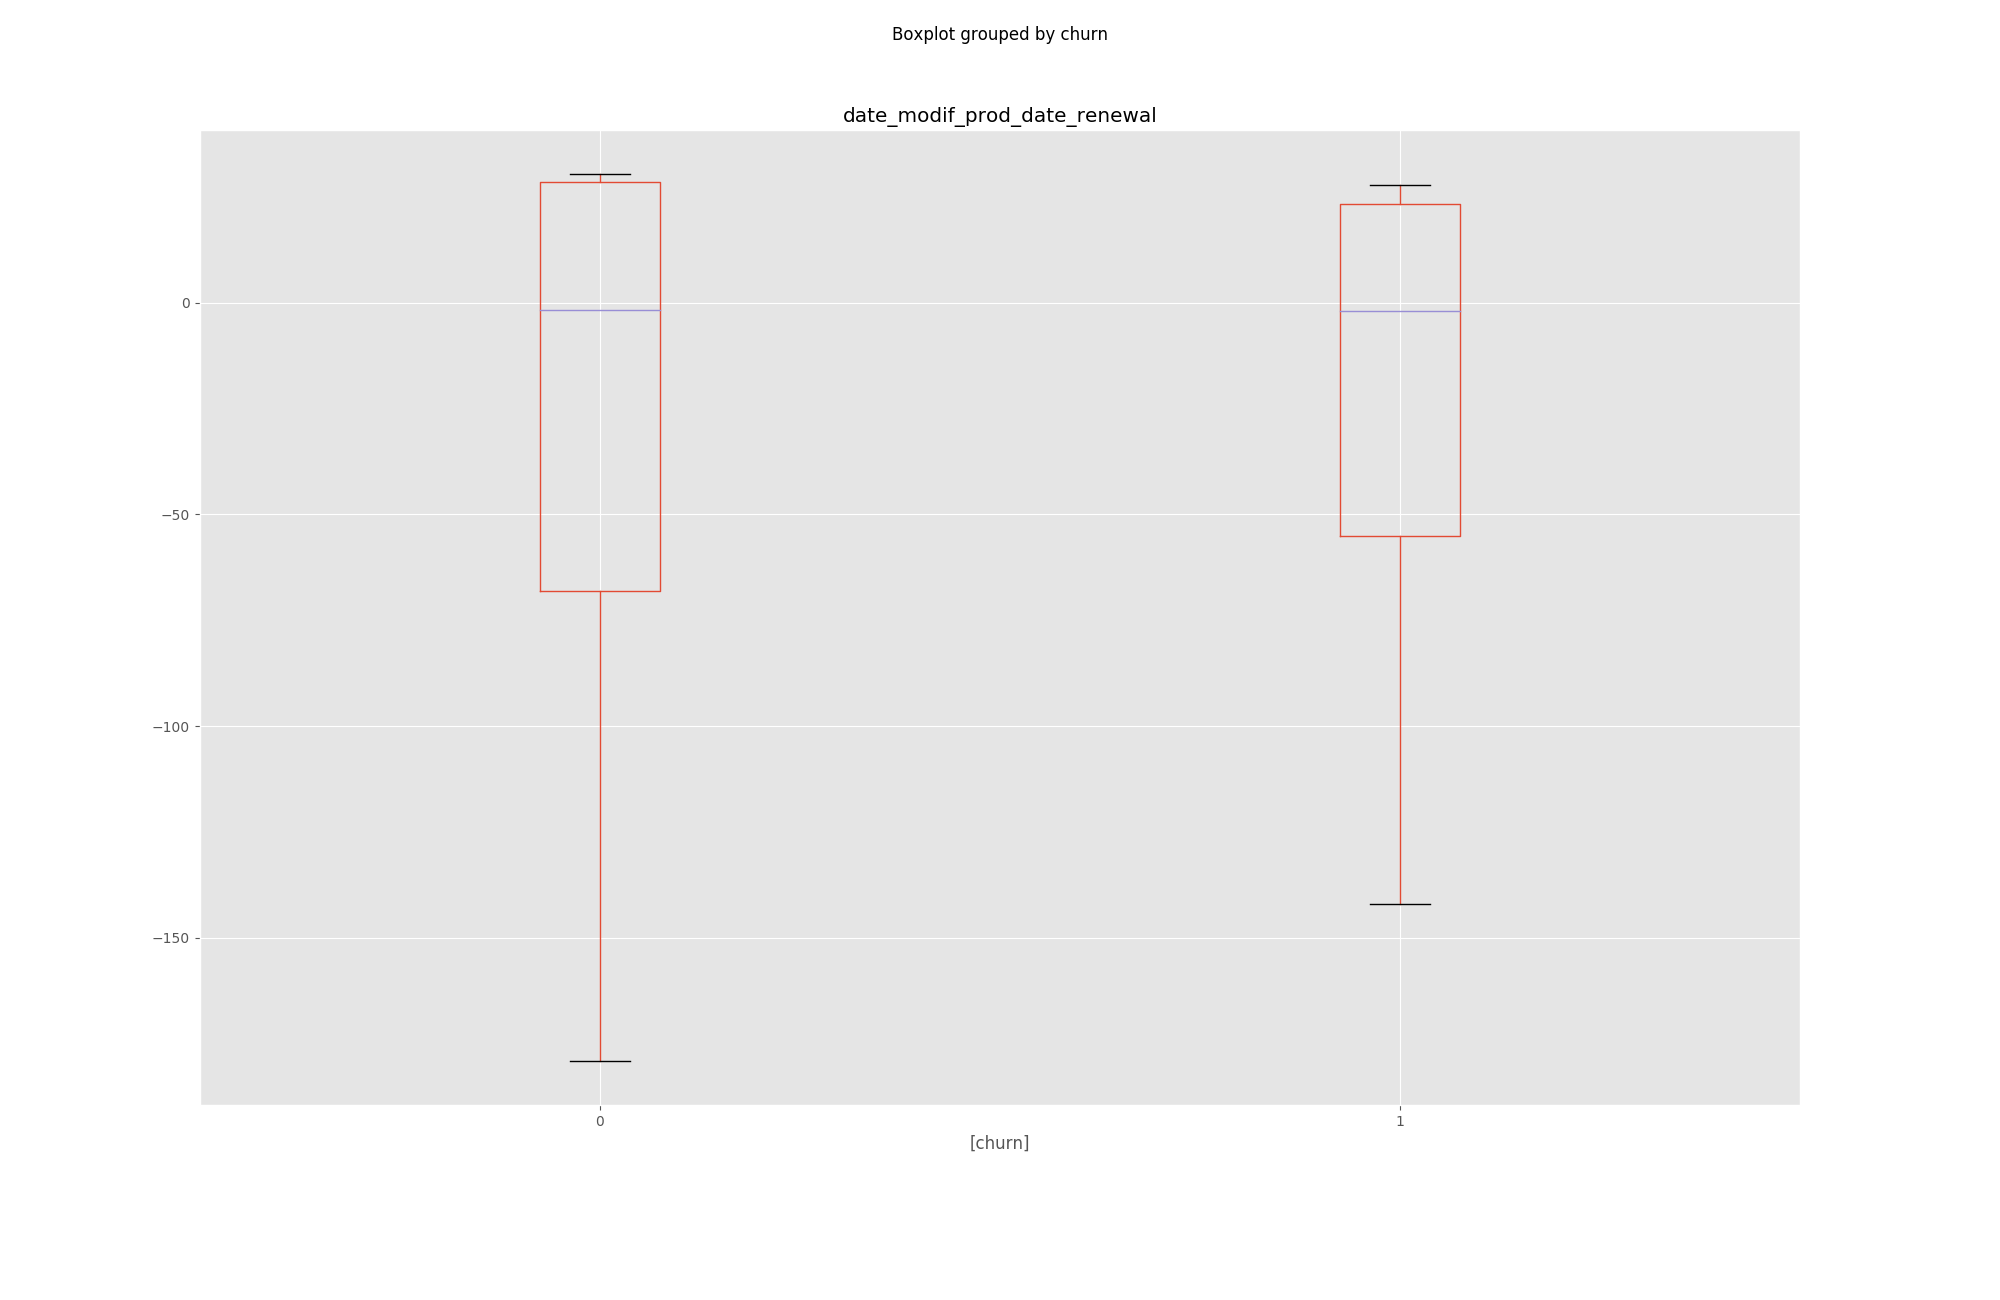 Boxplot grouped by churn
date_modif_prod_date_renewal
0
−50
−100
−150
0
1
[churn]